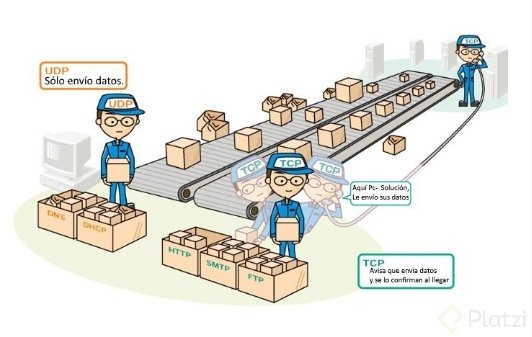 TCP
UDP
Sólo envío datos.
UDP
TCP
TCP
TCP
Aquí Pc- Solución,
Le envío sus datos
DNS
DHCP
HTTP
SMTP
FTP
TCP
Avisa que envía datos
y se lo confirman al llegar
Platzi